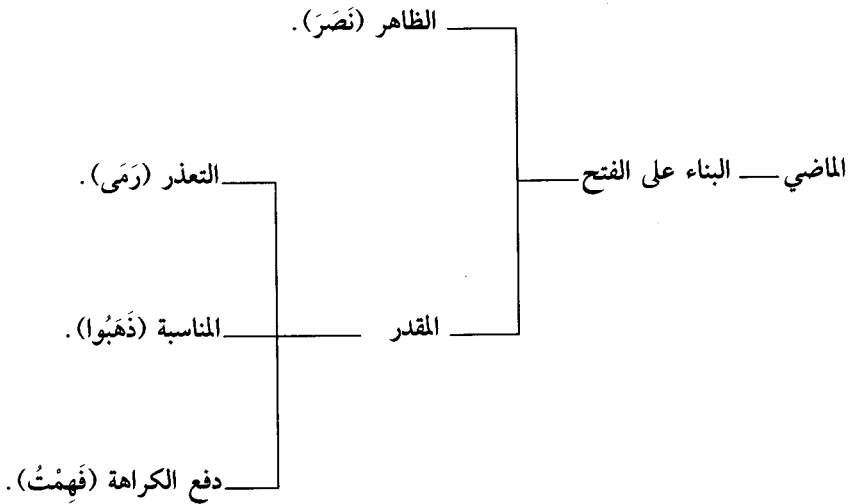 الظاهر (نَصَرَ).
الماضي البناء على الفتح
التعذر (رَمَى).
المقدر
المناسبة (ذَهَبُوا).
دفع الكراهة (فَهِمْتُ).